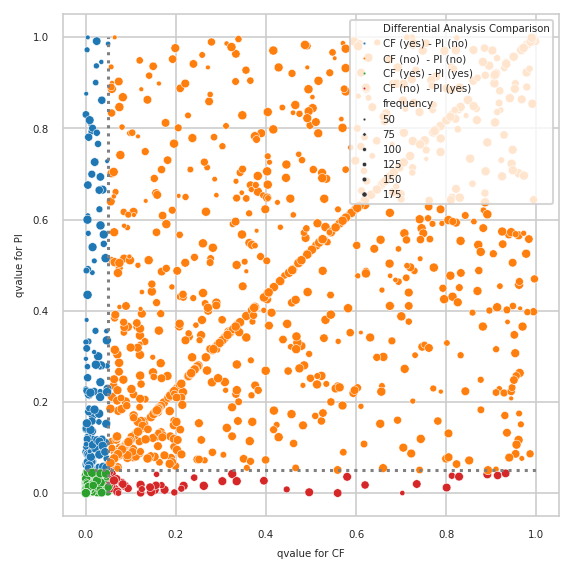 Differential Analysis Comparison
CF (yes) - PI (no)
CF (no)  - PI (no)
CF (yes) - PI (yes)
CF (no)  - PI (yes)
frequency
50
75
100
125
150
175
1.0
0.8
0.6
0.4
0.2
0.0
qvalue for PI
0.0
0.2
0.4
0.6
0.8
1.0
qvalue for CF